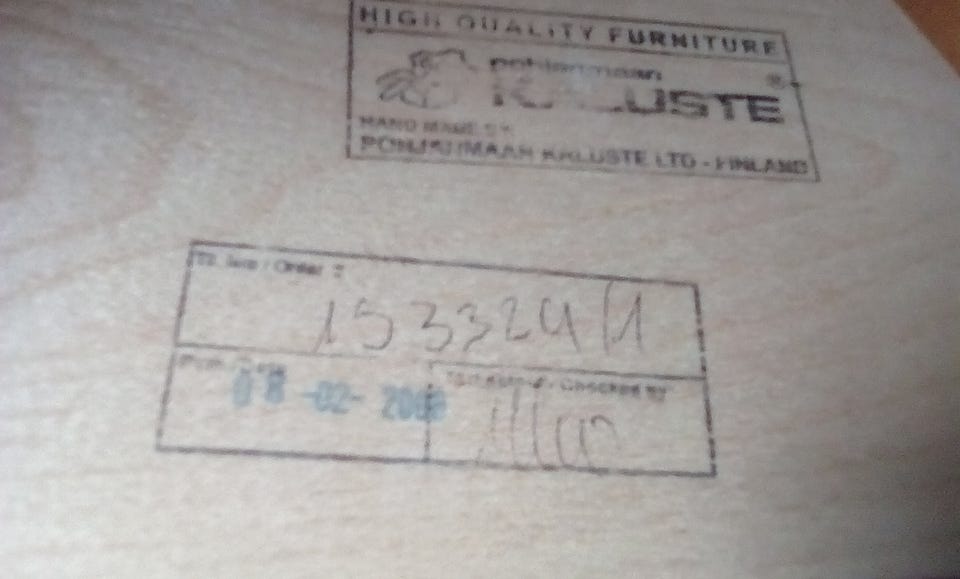 HIGH QUALITY FURNITURE
pohjanmaan ®
KALUSTE
HAND MADE BY
POHJANMAAN KALUSTE LTD - FINLAND
/ Order
153324/1
08 -02-
/ Checked by